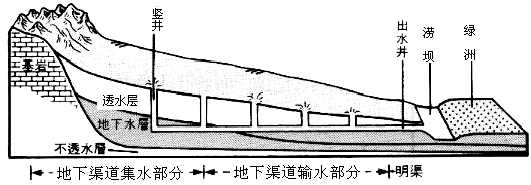 竖井
出水井
涝坝
绿洲
基岩
透水层
地下水層
不透水層
地下渠道集水部分
地下渠道输水部分
明渠